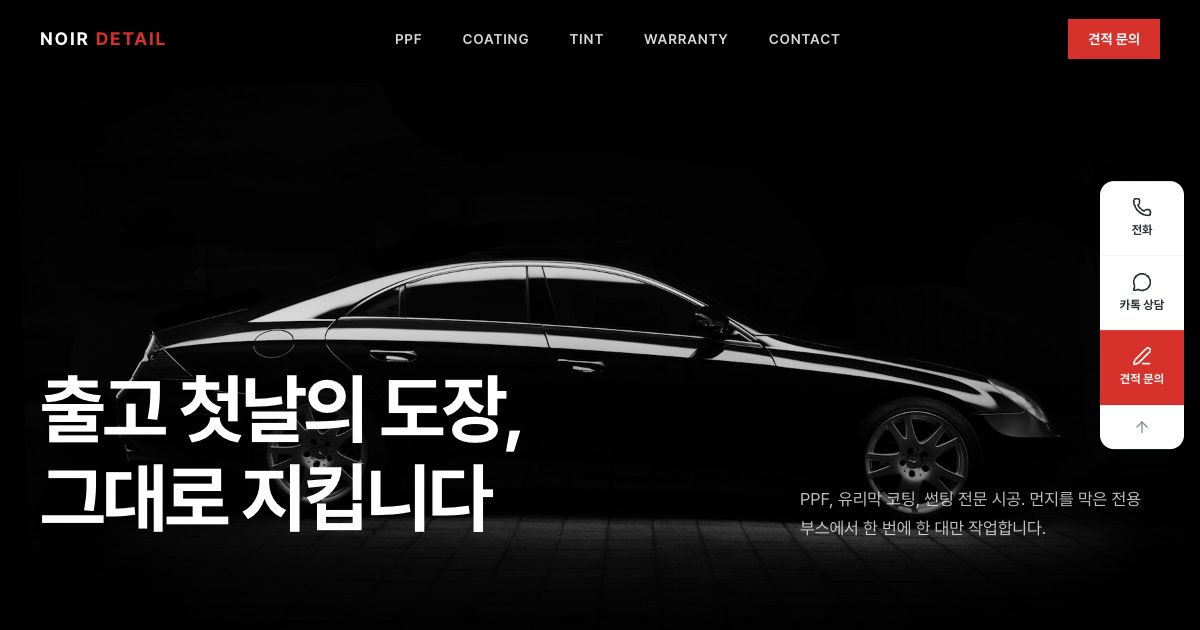 NOIR DETAIL
PPF
COATING
TINT
WARRANTY
CONTACT
견적 문의
전화
카톡 상담
견적 문의
출고 첫날의 도장,
그대로 지킵니다
PPF, 유리막 코팅, 썬팅 전문 시공. 먼지를 막은 전용
부스에서 한 번에 한 대만 작업합니다.